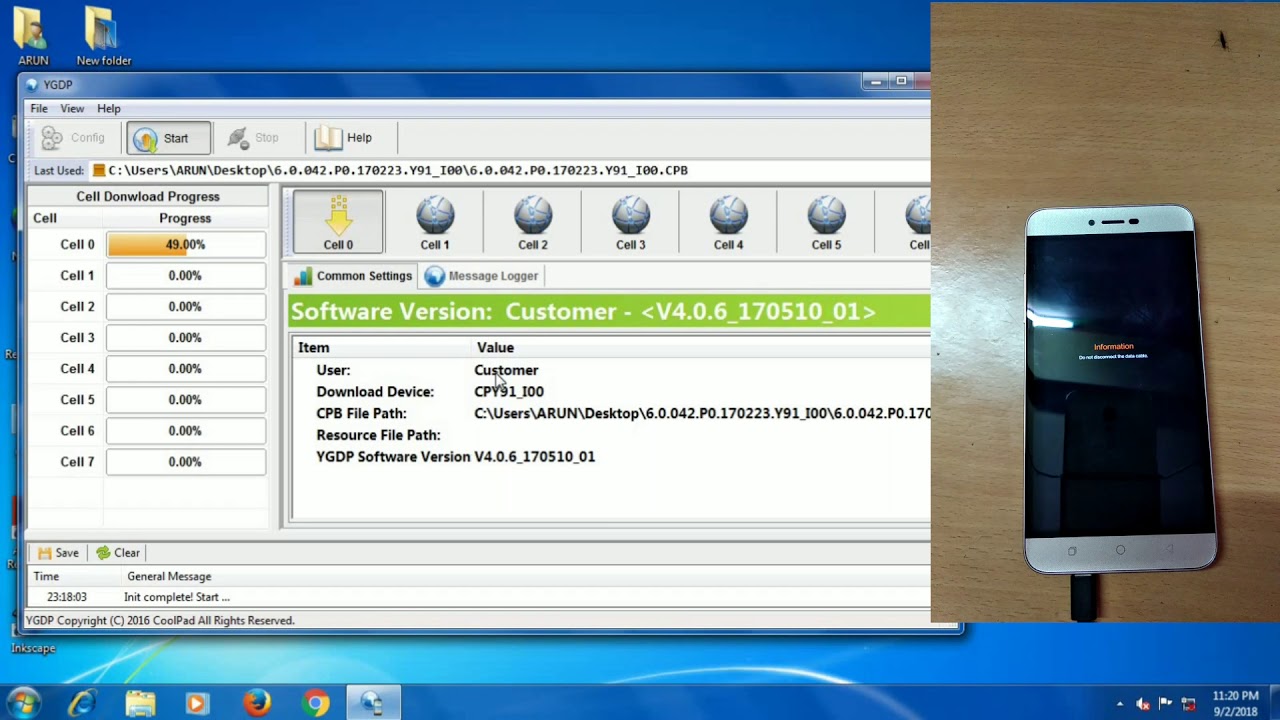 ARUN
New folder
YGDP
File View Help
Config Start Stop Help
Last Used: C:\Users\ARUN\Desktop\6.0.042.P0.170223.Y91_I00\6.0.042.P0.170223.Y91_I00.CPB
Cell Donwload Progress
Cell Progress
Cell 0 49.00%
Cell 1 0.00%
Cell 2 0.00%
Cell 3 0.00%
Cell 4 0.00%
Cell 5 0.00%
Cell 6 0.00%
Cell 7 0.00%
Cell 0 Cell 1 Cell 2 Cell 3 Cell 4 Cell 5 Cell
Common Settings Message Logger
Software Version: Customer - <V4.0.6_170510_01>
Item Value
User: Customer
Download Device: CPY91_I00
CPB File Path: C:\Users\ARUN\Desktop\6.0.042.P0.170223.Y91_I00\6.0.042.P0.170
Resource File Path:
YGDP Software Version V4.0.6_170510_01
Save Clear
Time General Message
23:18:03 Init complete! Start ...
YGDP Copyright (C) 2016 CoolPad All Rights Reserved.
Inkscape
11:20 PM
9/2/2018
Information
Do not disconnect the data cable.